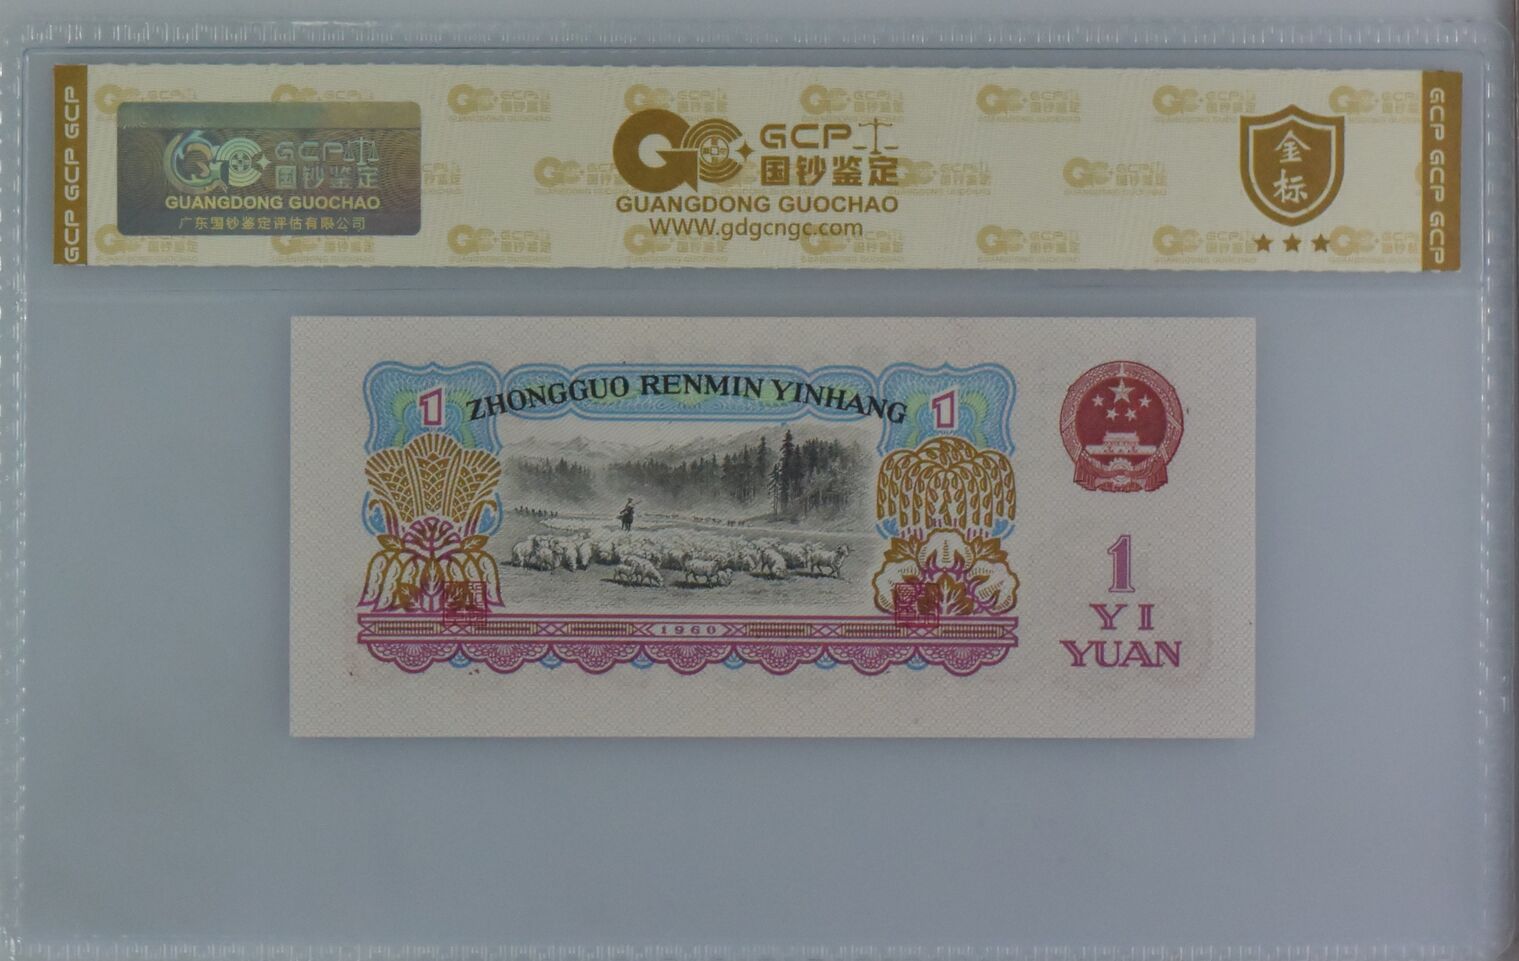 GCP GCP
GCP
国钞鉴定
GUANGDONG GUOCHAO
广东国钞鉴定评估有限公司
GCP
国钞鉴定
GUANGDONG GUOCHAO
WWW.gdgcngc.com
金标
GCP GCP GCP
ZHONGGUO RENMIN YINHANG
1
1
1960
1
YI
YUAN